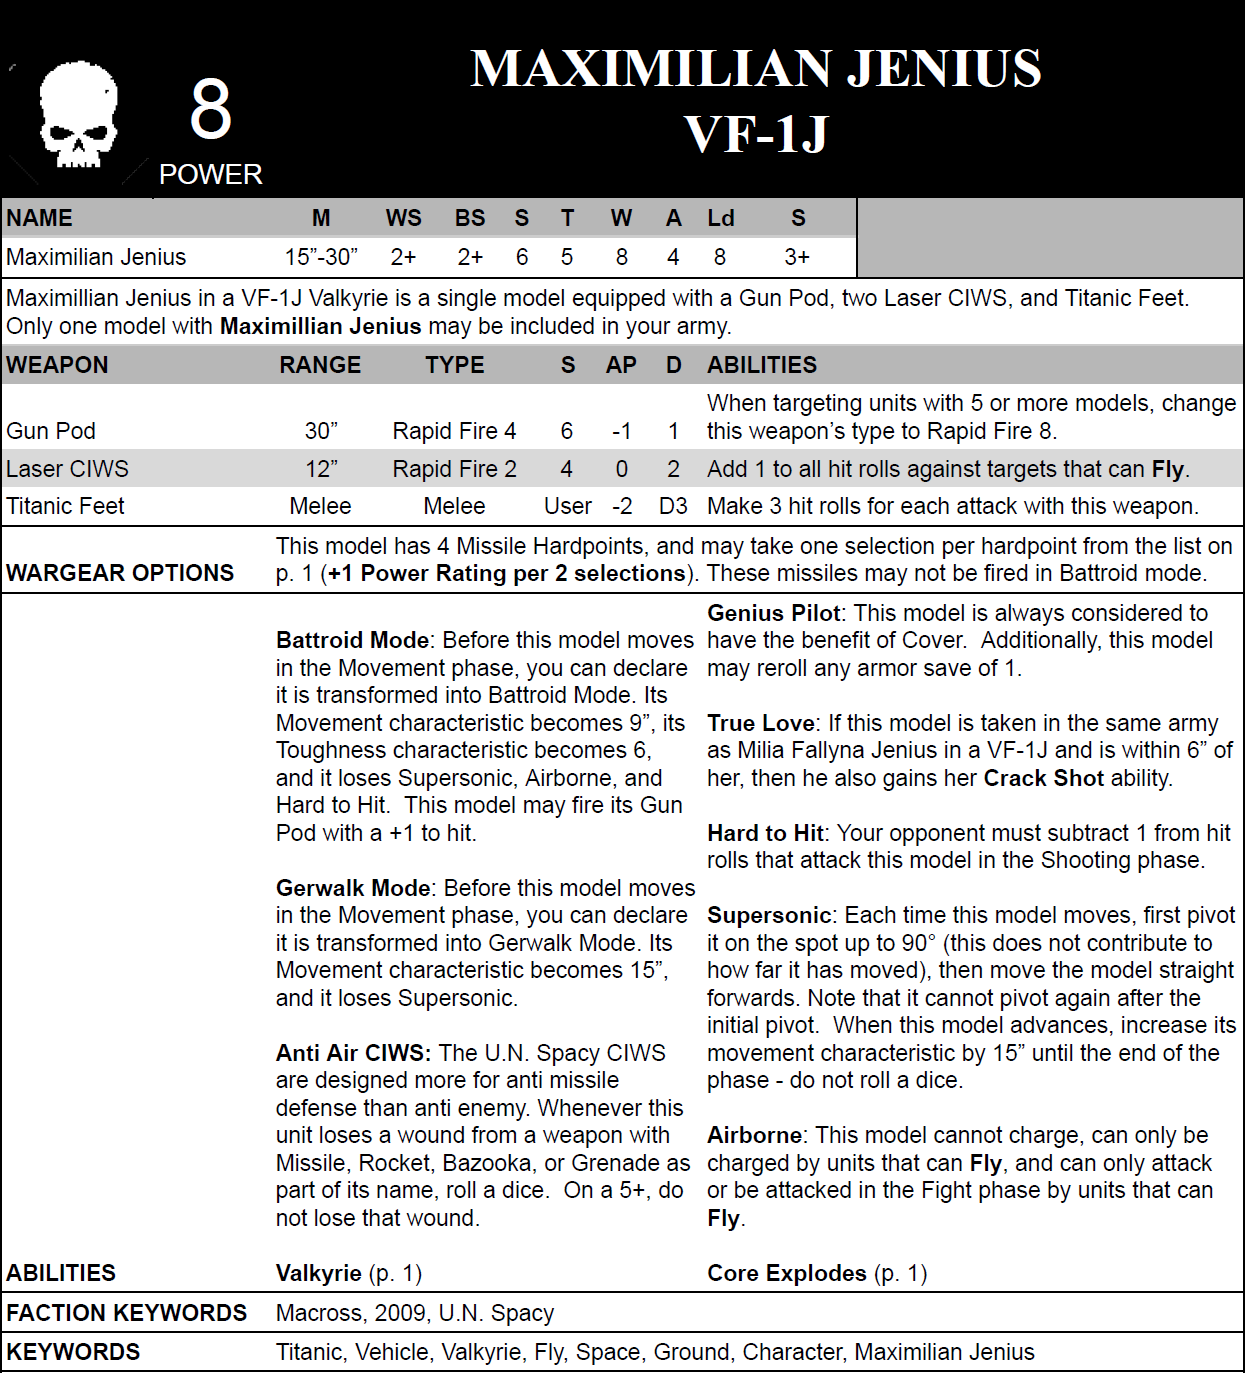 MAXIMILIAN JENIUS
VF-1J
8
POWER
NAME M WS BS S T W A Ld S
Maximilian Jenius 15”-30” 2+ 2+ 6 5 8 4 8 3+
Maximillian Jenius in a VF-1J Valkyrie is a single model equipped with a Gun Pod, two Laser CIWS, and Titanic Feet.
Only one model with Maximillian Jenius may be included in your army.
WEAPON RANGE TYPE S AP D ABILITIES
When targeting units with 5 or more models, change
Gun Pod 30” Rapid Fire 4 6 -1 1 this weapon’s type to Rapid Fire 8.
Laser CIWS 12” Rapid Fire 2 4 0 2 Add 1 to all hit rolls against targets that can Fly.
Titanic Feet Melee Melee User -2 D3 Make 3 hit rolls for each attack with this weapon.
This model has 4 Missile Hardpoints, and may take one selection per hardpoint from the list on
WARGEAR OPTIONS p. 1 (+1 Power Rating per 2 selections). These missiles may not be fired in Battroid mode.
Battroid Mode: Before this model moves
in the Movement phase, you can declare
it is transformed into Battroid Mode. Its
Movement characteristic becomes 9”, its
Toughness characteristic becomes 6,
and it loses Supersonic, Airborne, and
Hard to Hit.  This model may fire its Gun
Pod with a +1 to hit.
Gerwalk Mode: Before this model moves
in the Movement phase, you can declare
it is transformed into Gerwalk Mode. Its
Movement characteristic becomes 15”,
and it loses Supersonic.
Anti Air CIWS: The U.N. Spacy CIWS
are designed more for anti missile
defense than anti enemy. Whenever this
unit loses a wound from a weapon with
Missile, Rocket, Bazooka, or Grenade as
part of its name, roll a dice.  On a 5+, do
not lose that wound.
Genius Pilot: This model is always considered to
have the benefit of Cover.  Additionally, this model
may reroll any armor save of 1.
True Love: If this model is taken in the same army
as Milia Fallyna Jenius in a VF-1J and is within 6” of
her, then he also gains her Crack Shot ability.
Hard to Hit: Your opponent must subtract 1 from hit
rolls that attack this model in the Shooting phase.
Supersonic: Each time this model moves, first pivot
it on the spot up to 90° (this does not contribute to
how far it has moved), then move the model straight
forwards. Note that it cannot pivot again after the
initial pivot.  When this model advances, increase its
movement characteristic by 15” until the end of the
phase - do not roll a dice.
Airborne: This model cannot charge, can only be
charged by units that can Fly, and can only attack
or be attacked in the Fight phase by units that can
Fly.
ABILITIES Valkyrie (p. 1) Core Explodes (p. 1)
FACTION KEYWORDS Macross, 2009, U.N. Spacy
KEYWORDS Titanic, Vehicle, Valkyrie, Fly, Space, Ground, Character, Maximilian Jenius